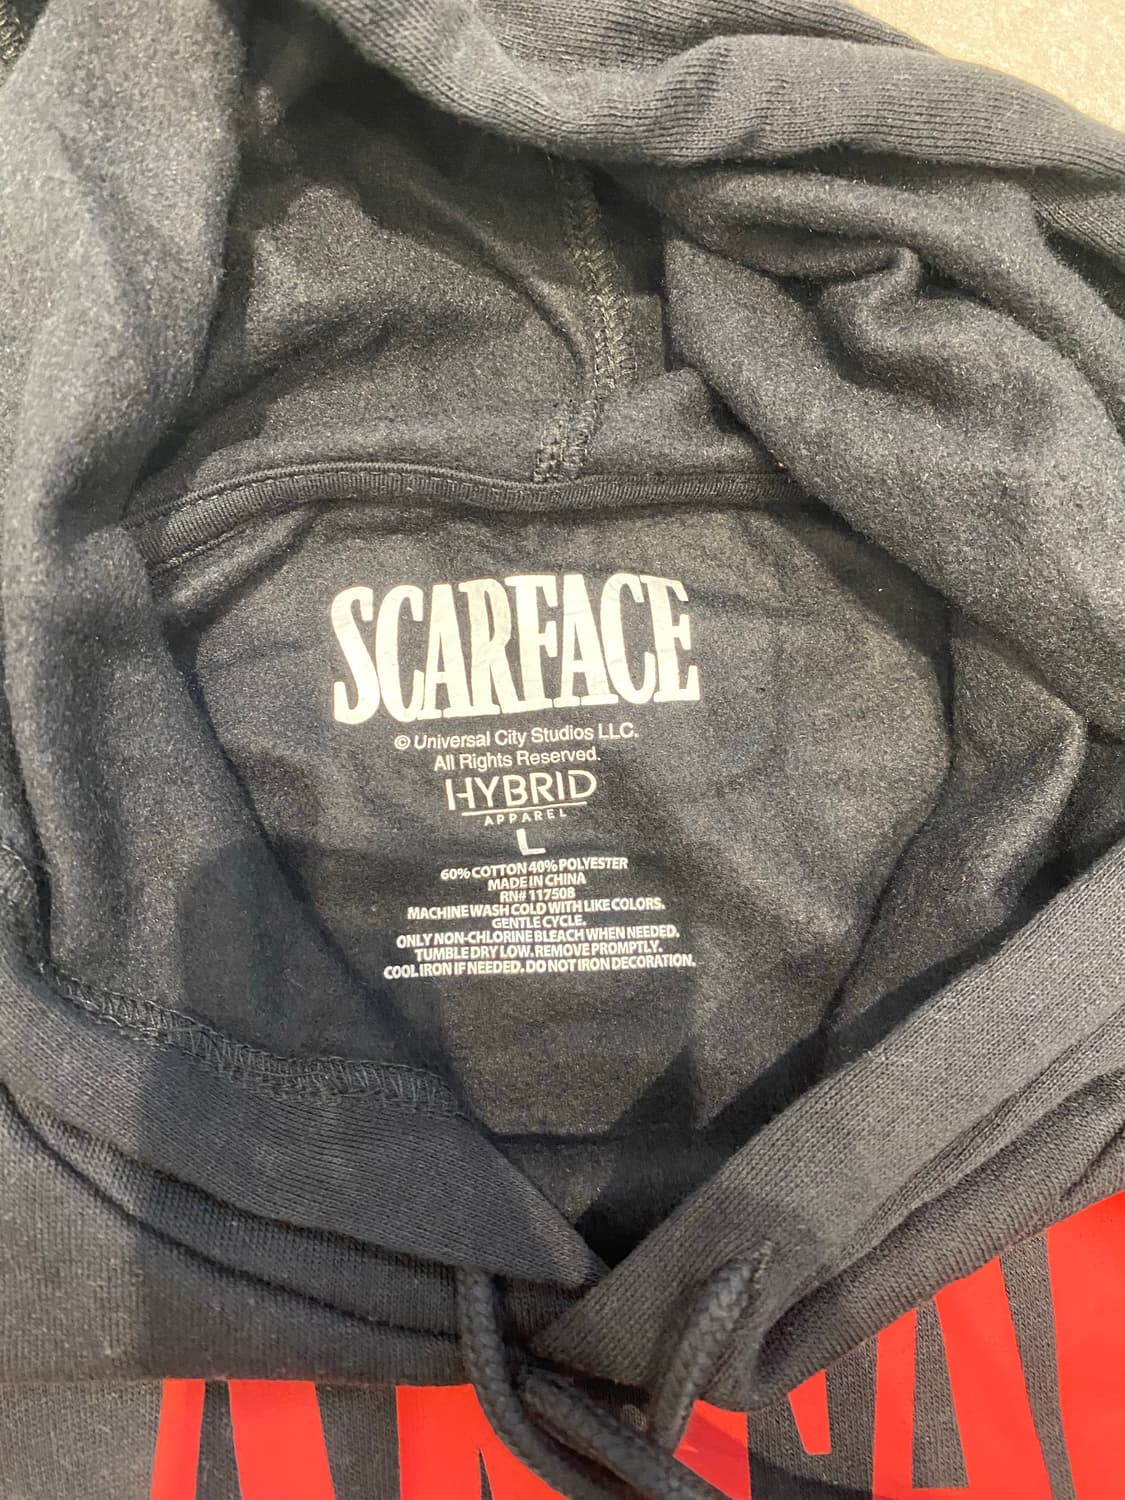 SCARFACE
© Universal City Studios LLC.
All Rights Reserved.
HYBRID
APPAREL
L
60% COTTON 40% POLYESTER
MADE IN CHINA
RN# 117508
MACHINE WASH COLD WITH LIKE COLORS.
GENTLE CYCLE.
ONLY NON-CHLORINE BLEACH WHEN NEEDED.
TUMBLE DRY LOW. REMOVE PROMPTLY.
COOL IRON IF NEEDED. DO NOT IRON DECORATION.